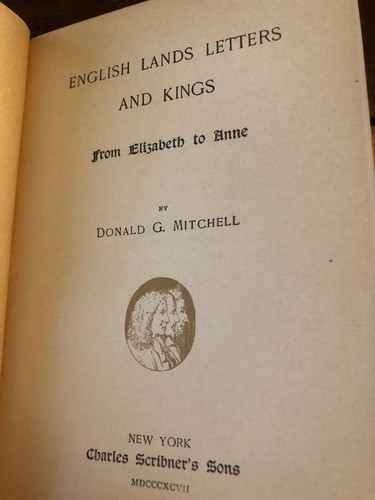 ENGLISH LANDS LETTERS
AND KINGS
From Elizabeth to Anne
BY
DONALD G. MITCHELL
NEW YORK
Charles Scribner's Sons
MDCCCXCVII